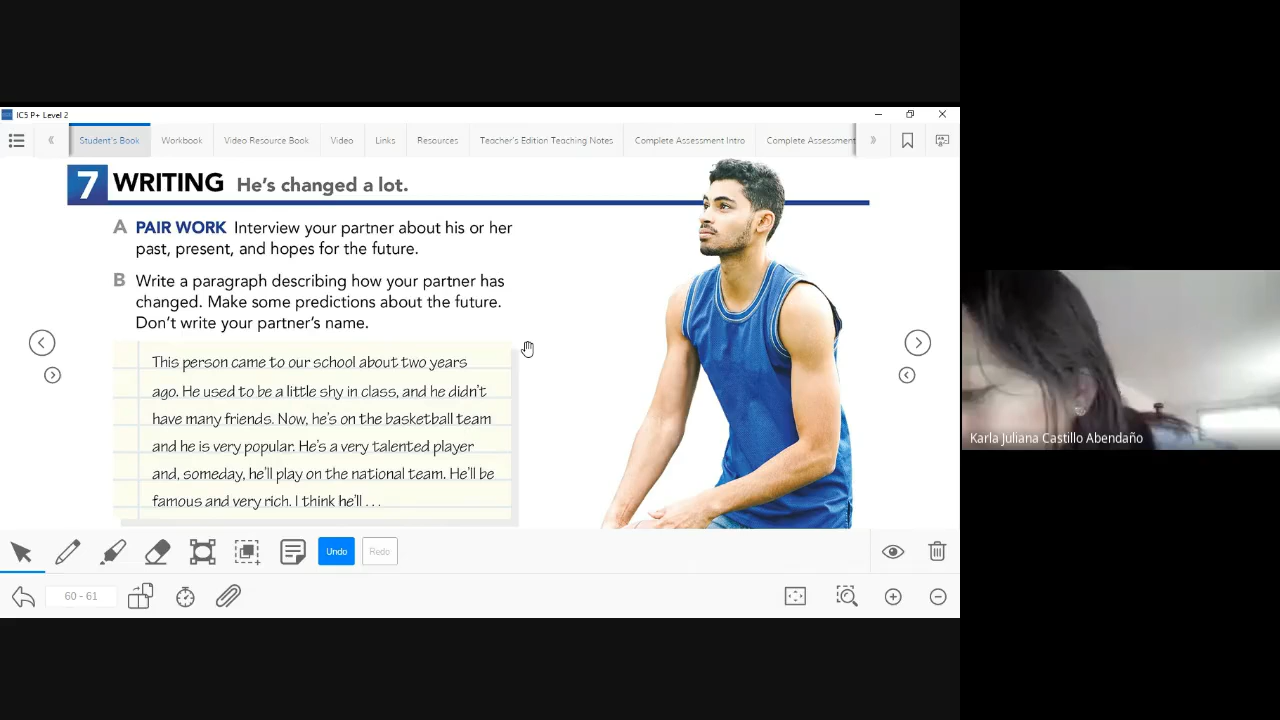 IC5 P+ Level 2
Student's Book Workbook Video Resource Book Video Links Resources Teacher's Edition Teaching Notes Complete Assessment Intro Complete Assessment
7 WRITING He's changed a lot.
A PAIR WORK Interview your partner about his or her
past, present, and hopes for the future.
B Write a paragraph describing how your partner has
changed. Make some predictions about the future.
Don't write your partner's name.
This person came to our school about two years
ago. He used to be a little shy in class, and he didn't
have many friends. Now, he's on the basketball team
and he is very popular. He's a very talented player
and, someday, he'll play on the national team. He'll be
famous and very rich. I think he'll . . .
Undo Redo
60 - 61
Karla Juliana Castillo Abendaño